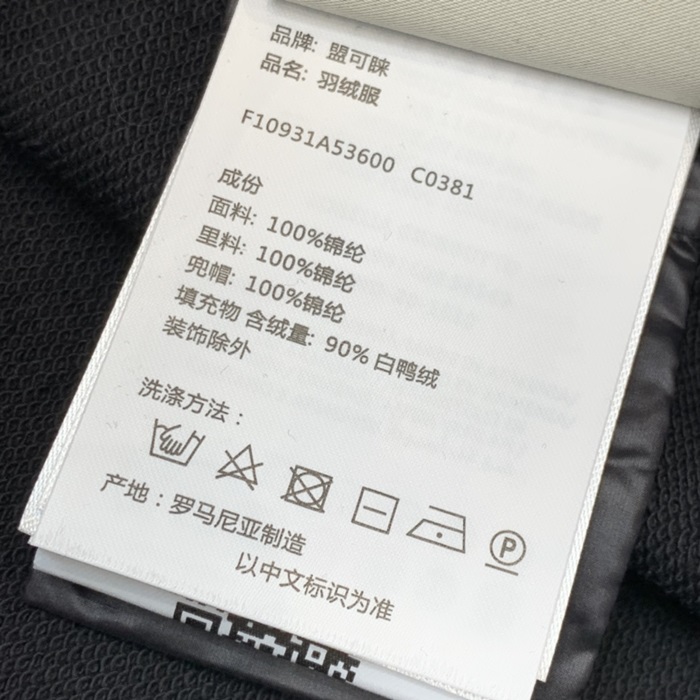 品牌: 盟可睐
品名: 羽绒服
F10931A53600 C0381
成份
面料: 100%锦纶
里料: 100%锦纶
兜帽: 100%锦纶
填充物 含绒量: 90% 白鸭绒
装饰除外
洗涤方法：
P
产地：罗马尼亚制造
以中文标识为准